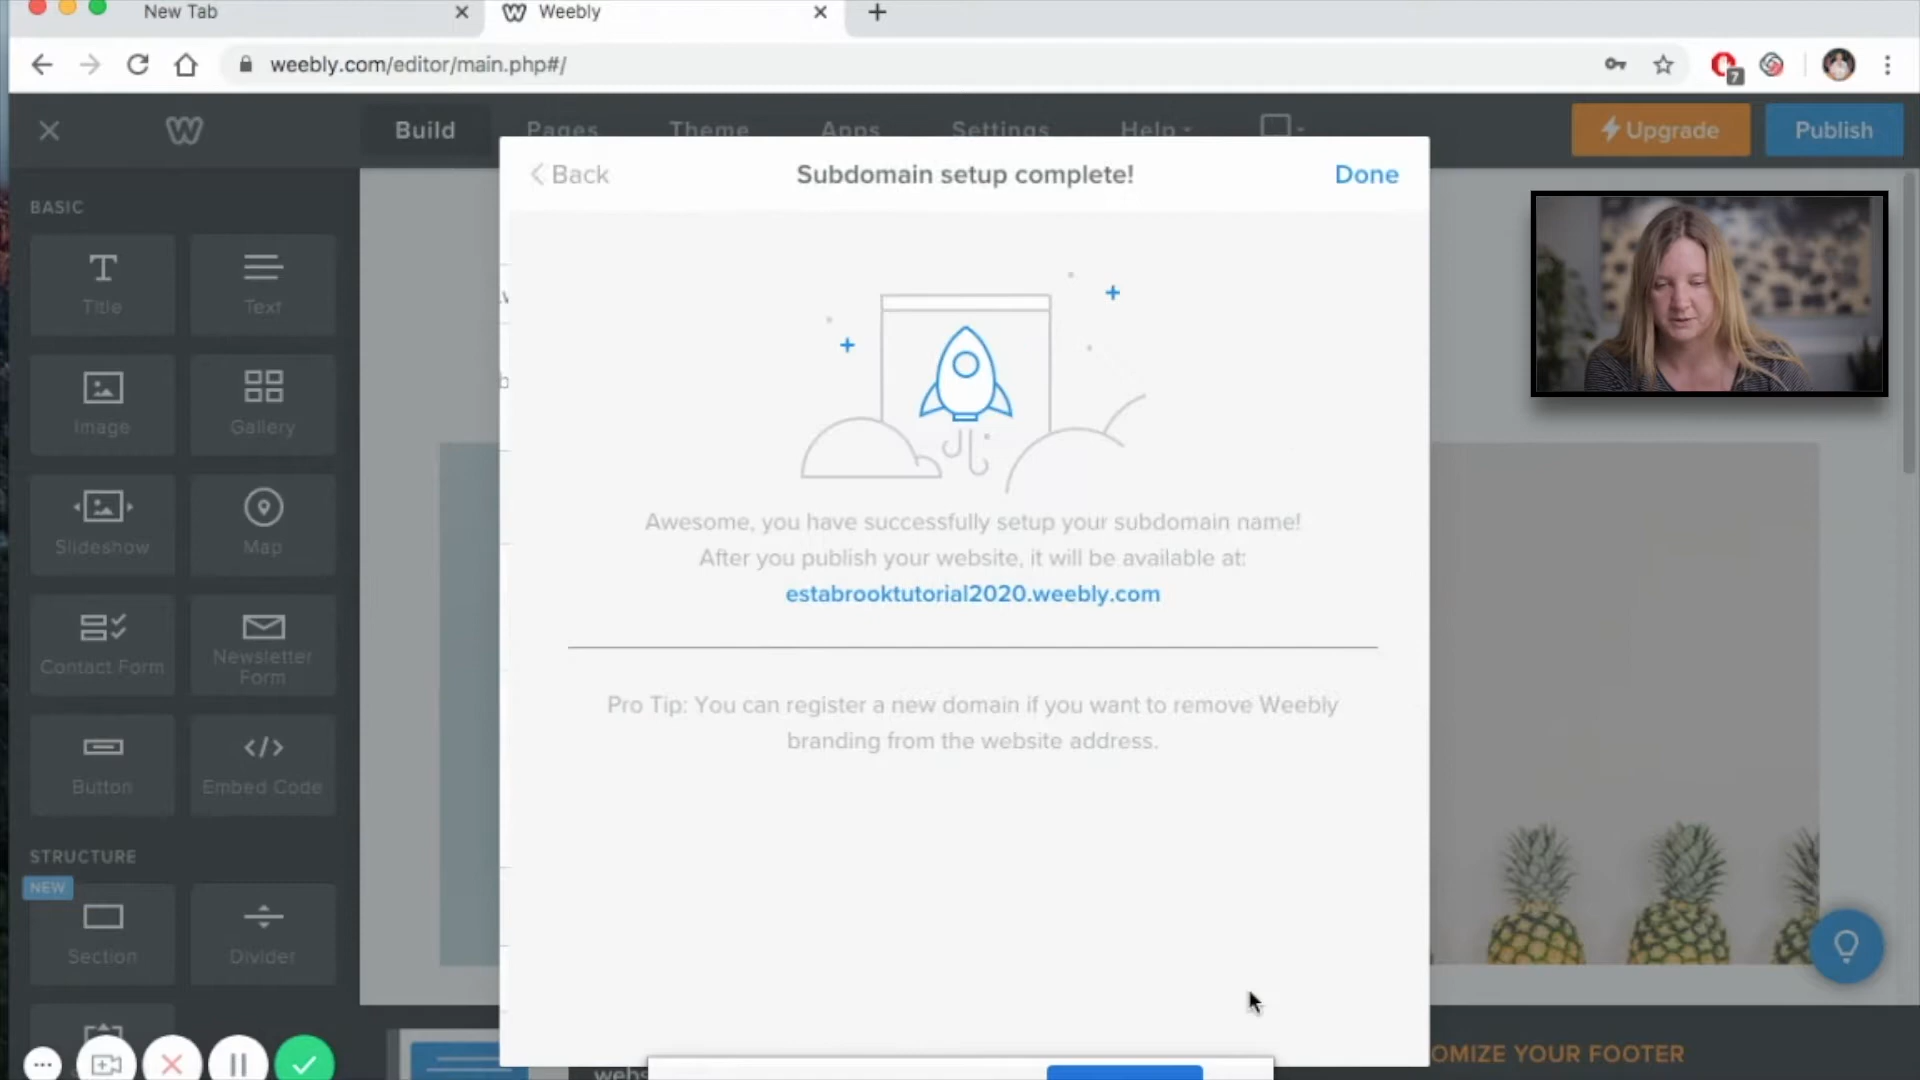 New Tab
Weebly
weebly.com/editor/main.php#/
7
Build
Pages
Theme
Apps
Settings
Help
Upgrade
Publish
Back
Subdomain setup complete!
Done
BASIC
Title
Text
Image
Gallery
Slideshow
Map
Contact Form
Newsletter
Form
Button
Embed Code
STRUCTURE
NEW
Section
Divider
Awesome, you have successfully setup your subdomain name!
After you publish your website, it will be available at:
estabrooktutorial2020.weebly.com
Pro Tip: You can register a new domain if you want to remove Weebly
branding from the website address.
OMIZE YOUR FOOTER